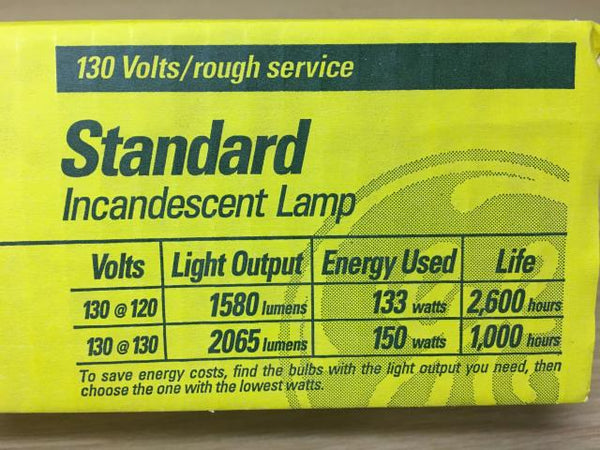 130 Volts/rough service
Standard
Incandescent Lamp
Volts Light Output Energy Used Life
130 @ 120 1580 lumens 133 watts 2,600 hours
130 @ 130 2065 lumens 150 watts 1,000 hours
To save energy costs, find the bulbs with the light output you need, then
choose the one with the lowest watts.